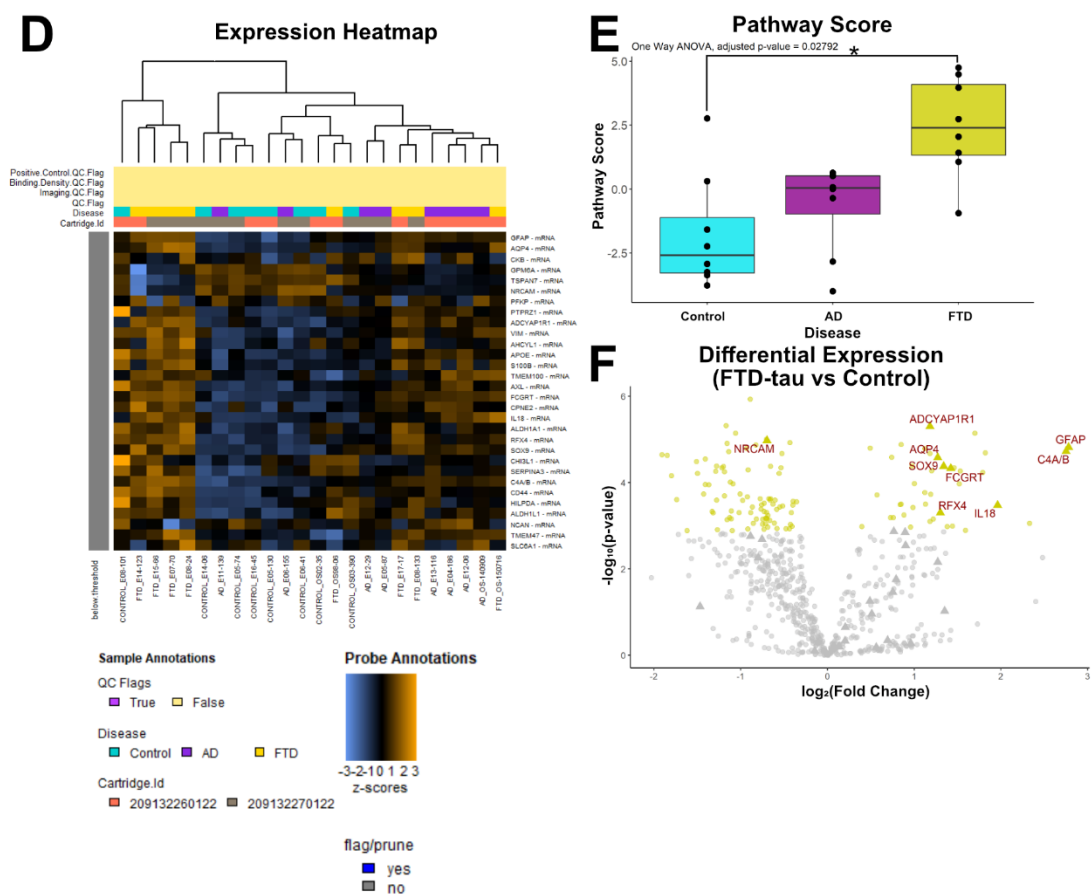 D
Expression Heatmap
Positive.Control.QC.Flag
Binding.Density.QC.Flag
Imaging.QC.Flag
QC.Flag
Disease
Cartridge.Id
GFAP - mRNA
AQP4 - mRNA
CKB - mRNA
GPM6A - mRNA
TSPAN7 - mRNA
NRCAM - mRNA
PFKP - mRNA
PTPRZ1 - mRNA
ADCYAP1R1 - mRNA
VIM - mRNA
AHCYL1 - mRNA
APOE - mRNA
S100B - mRNA
TMEM100 - mRNA
AXL - mRNA
FCGRT - mRNA
CPNE2 - mRNA
IL18 - mRNA
ALDH1A1 - mRNA
RFX4 - mRNA
SOX9 - mRNA
CHI3L1 - mRNA
SERPINA3 - mRNA
C4A/B - mRNA
CD44 - mRNA
HILPDA - mRNA
ALDH1L1 - mRNA
NCAN - mRNA
TMEM47 - mRNA
SLC6A1 - mRNA
below.threshold
CONTROL_E08-101
FTD_E14-123
FTD_E15-66
FTD_E07-70
FTD_E08-24
CONTROL_E14-06
AD_E11-139
CONTROL_E05-74
CONTROL_E16-45
CONTROL_E05-130
AD_E06-155
CONTROL_E06-41
CONTROL_OS02-35
FTD_OS98-06
CONTROL_OS03-390
AD_E12-29
AD_E05-87
FTD_E17-17
FTD_E08-133
AD_E13-116
AD_E04-186
AD_E12-08
Sample Annotations
QC Flags
True False
Disease
Control AD FTD
Cartridge.Id
209132260122 209132270122
Probe Annotations
-3-2-1 0 1 2 3
z-scores
flag/prune
yes
no
E
Pathway Score
One Way ANOVA, adjusted p-value = 0.02792
*
Pathway Score
5.0
2.5
0.0
-2.5
Control AD FTD
Disease
F
Differential Expression
(FTD-tau vs Control)
-log₁₀(p-value)
6
4
2
0
ADCYAP1R1
NRCAM
AQP4
GFAP
SOX9
C4A/B
FCGRT
RFX4
IL18
-2 -1 0 1 2 3
log₂(Fold Change)